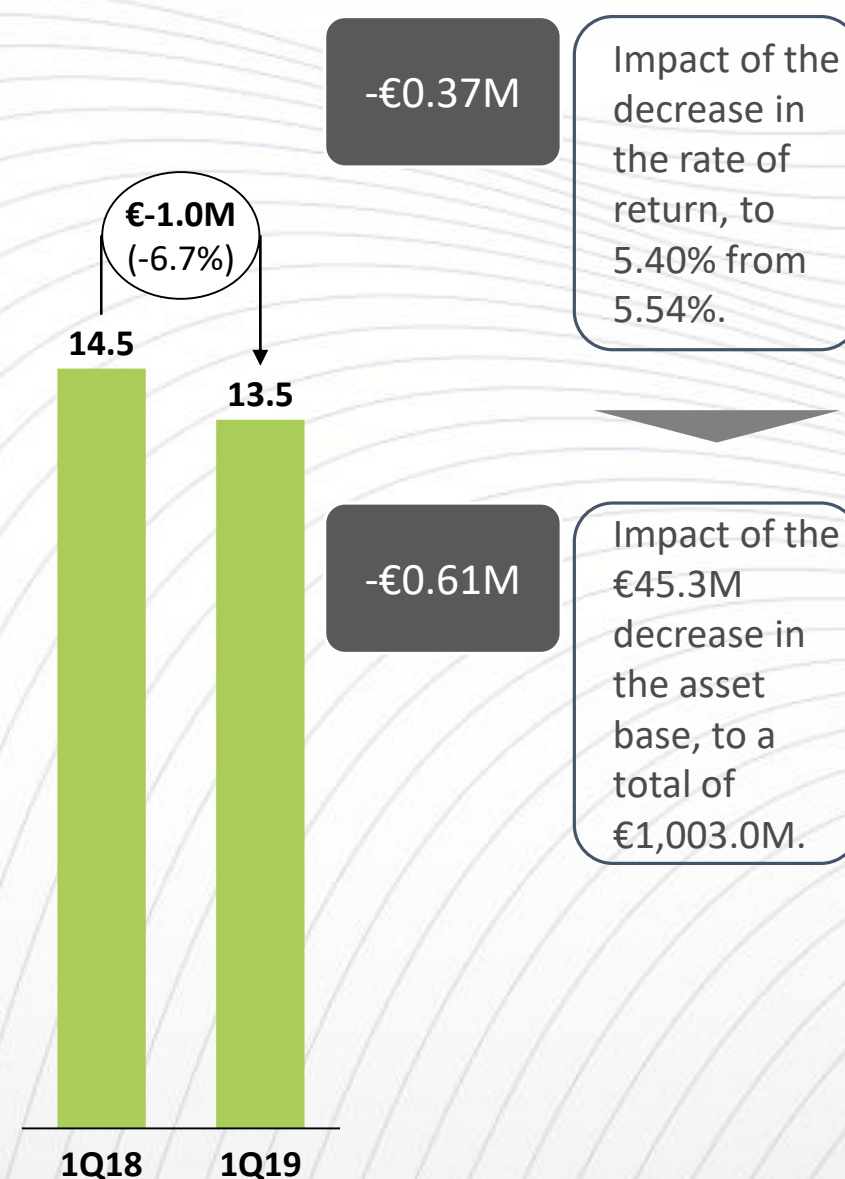 €-1.0M
(-6.7%)
14.5
13.5
1Q18
1Q19
-€0.37M
Impact of the
decrease in
the rate of
return, to
5.40% from
5.54%.
-€0.61M
Impact of the
€45.3M
decrease in
the asset
base, to a
total of
€1,003.0M.